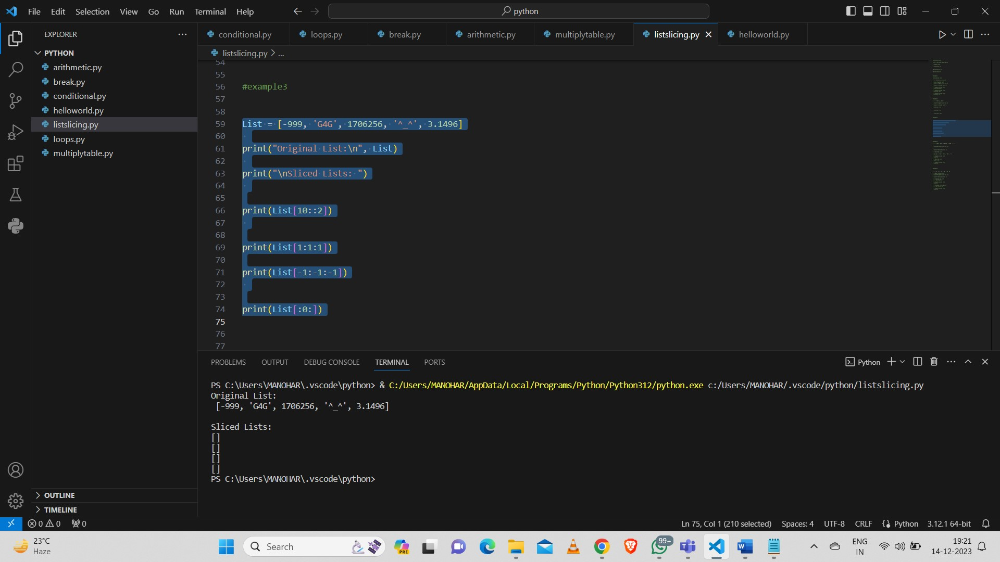 File Edit Selection View Go Run Terminal Help
python
EXPLORER
PYTHON
arithmetic.py
break.py
conditional.py
helloworld.py
listslicing.py
loops.py
multiplytable.py
OUTLINE
TIMELINE
conditional.py loops.py break.py arithmetic.py multiplytable.py listslicing.py helloworld.py
listslicing.py > ...
54
55
56 #example3
57
58
59 List = [-999, 'G4G', 1706256, '^_^', 3.1496]
60
61 print("Original List:\n", List)
62
63 print("\nSliced Lists: ")
64
65
66 print(List[10::2])
67
68
69 print(List[1:1:1])
70
71 print(List[-1:-1:-1])
72
73
74 print(List[:0:])
75
76
77
PROBLEMS OUTPUT DEBUG CONSOLE TERMINAL PORTS
Python
PS C:\Users\MANOHAR\.vscode\python> & C:/Users/MANOHAR/AppData/Local/Programs/Python/Python312/python.exe c:/Users/MANOHAR/.vscode/python/listslicing.py
Original List:
[-999, 'G4G', 1706256, '^_^', 3.1496]
Sliced Lists:
[]
[]
[]
[]
PS C:\Users\MANOHAR\.vscode\python>
0 0 0
Ln 75, Col 1 (210 selected) Spaces: 4 UTF-8 CRLF Python 3.12.1 64-bit
23°C
Haze
Search
PRE
99+
ENG
IN
19:21
14-12-2023